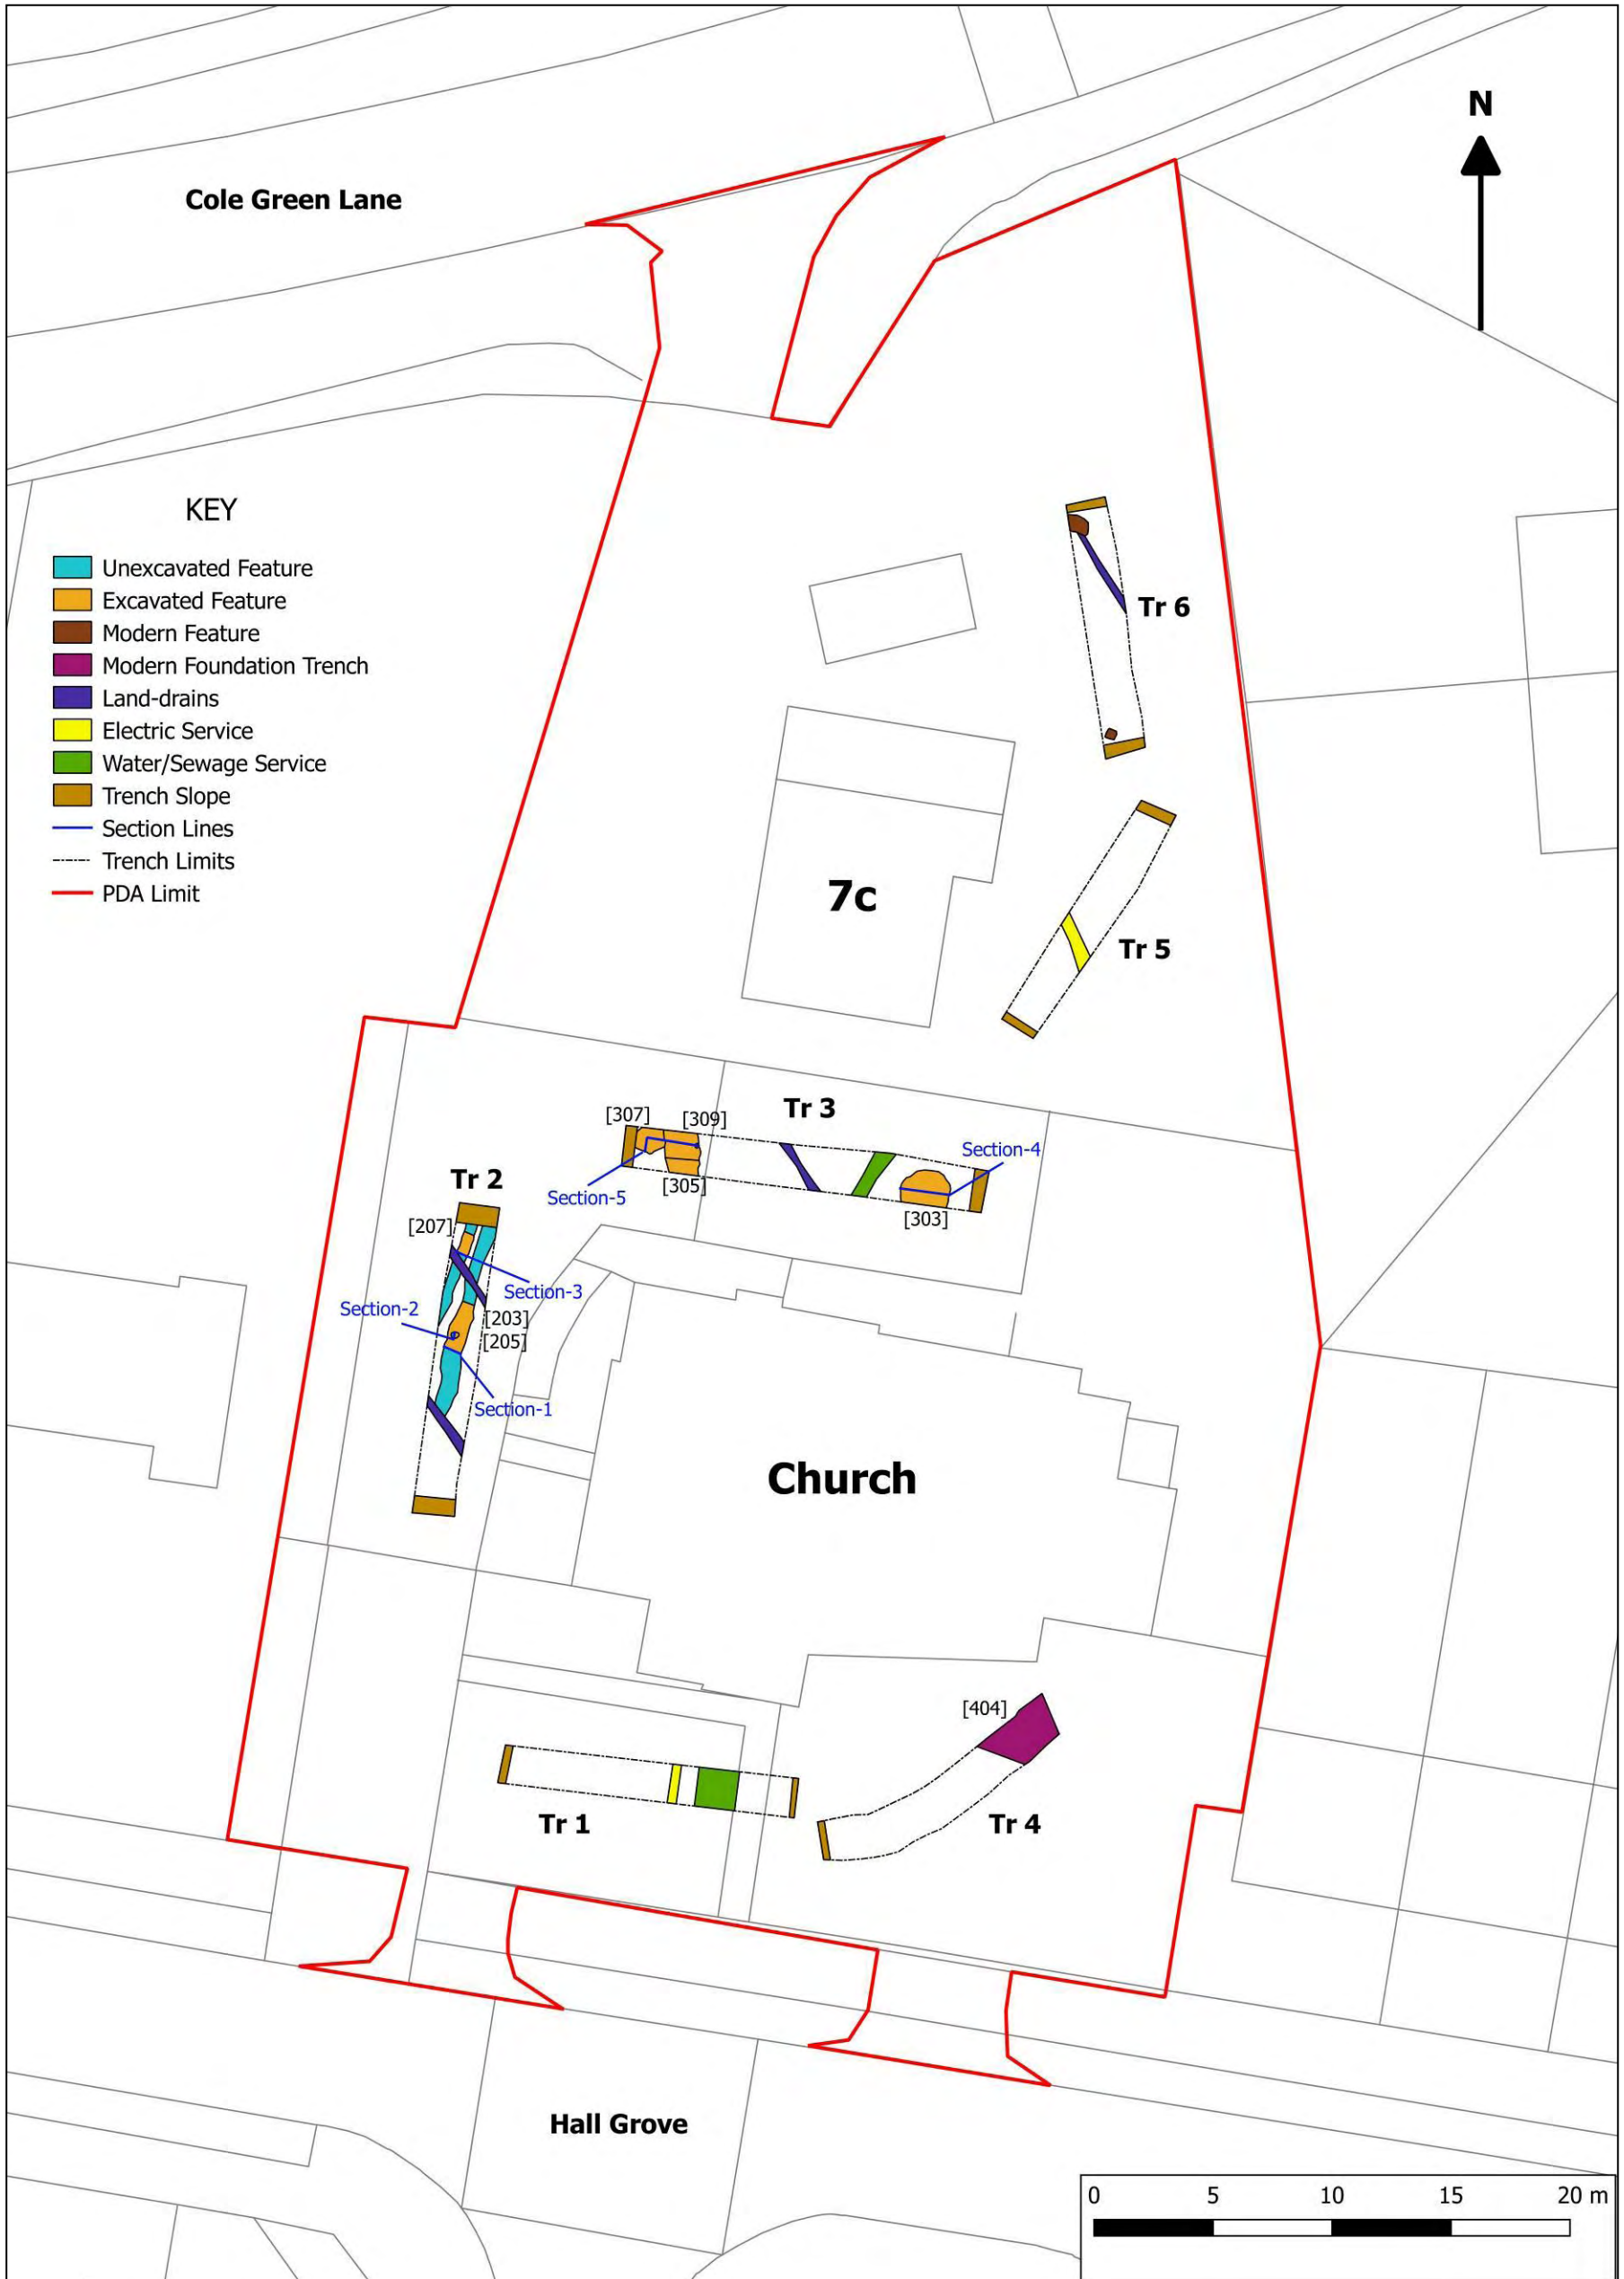 N
Cole Green Lane
KEY
Unexcavated Feature
Excavated Feature
Modern Feature
Modern Foundation Trench
Land-drains
Electric Service
Water/Sewage Service
Trench Slope
Section Lines
Trench Limits
PDA Limit
Tr 6
7c
Tr 5
[307]
[309]
Tr 3
Section-4
Section-5
[305]
[303]
Tr 2
[207]
Section-3
Section-2
[203]
[205]
Section-1
Church
[404]
Tr 1
Tr 4
Hall Grove
0 5 10 15 20 m